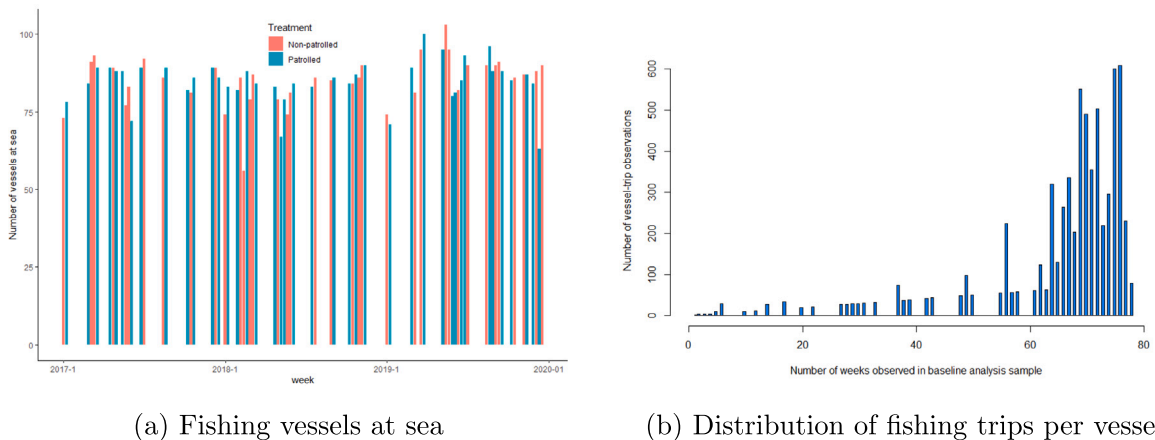 Treatment
Non-patrolled
Patrolled
100
75
50
25
0
Number of vessels at sea
2017-1 2018-1 2019-1 2020-01
week
(a) Fishing vessels at sea
600
500
400
300
200
100
0
Number of vessel-trip observations
0 20 40 60 80
Number of weeks observed in baseline analysis sample
(b) Distribution of fishing trips per vesse